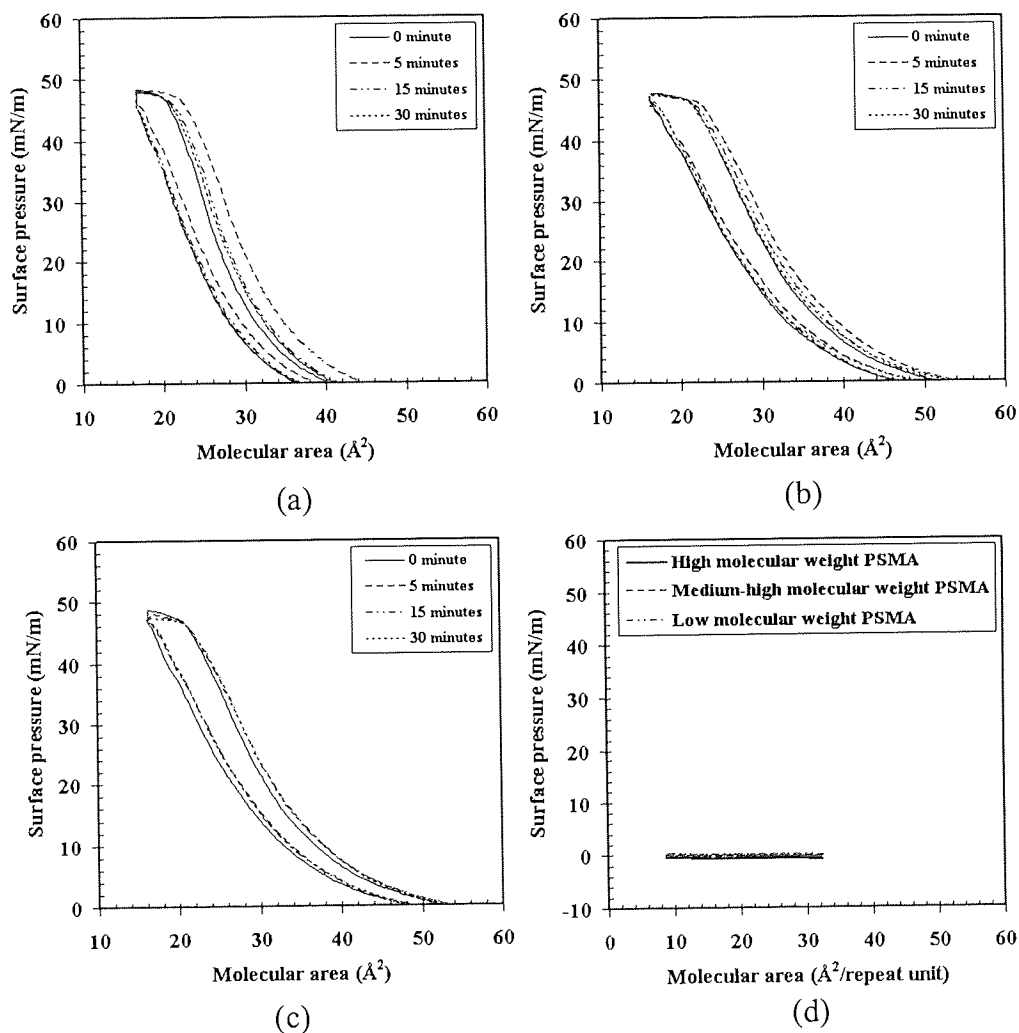 60
50
40
30
20
10
0
Surface pressure (mN/m)
0 minute
5 minutes
15 minutes
30 minutes
10
20
30
40
50
60
Molecular area (Å²)
(a)
60
50
40
30
20
10
0
Surface pressure (mN/m)
0 minute
5 minutes
15 minutes
30 minutes
10
20
30
40
50
60
Molecular area (Å²)
(b)
60
50
40
30
20
10
0
Surface pressure (mN/m)
0 minute
5 minutes
15 minutes
30 minutes
10
20
30
40
50
60
Molecular area (Å²)
(c)
60
50
40
30
20
10
0
-10
Surface pressure (mN/m)
High molecular weight PSMA
Medium-high molecular weight PSMA
Low molecular weight PSMA
0
10
20
30
40
50
60
Molecular area (Å²/repeat unit)
(d)